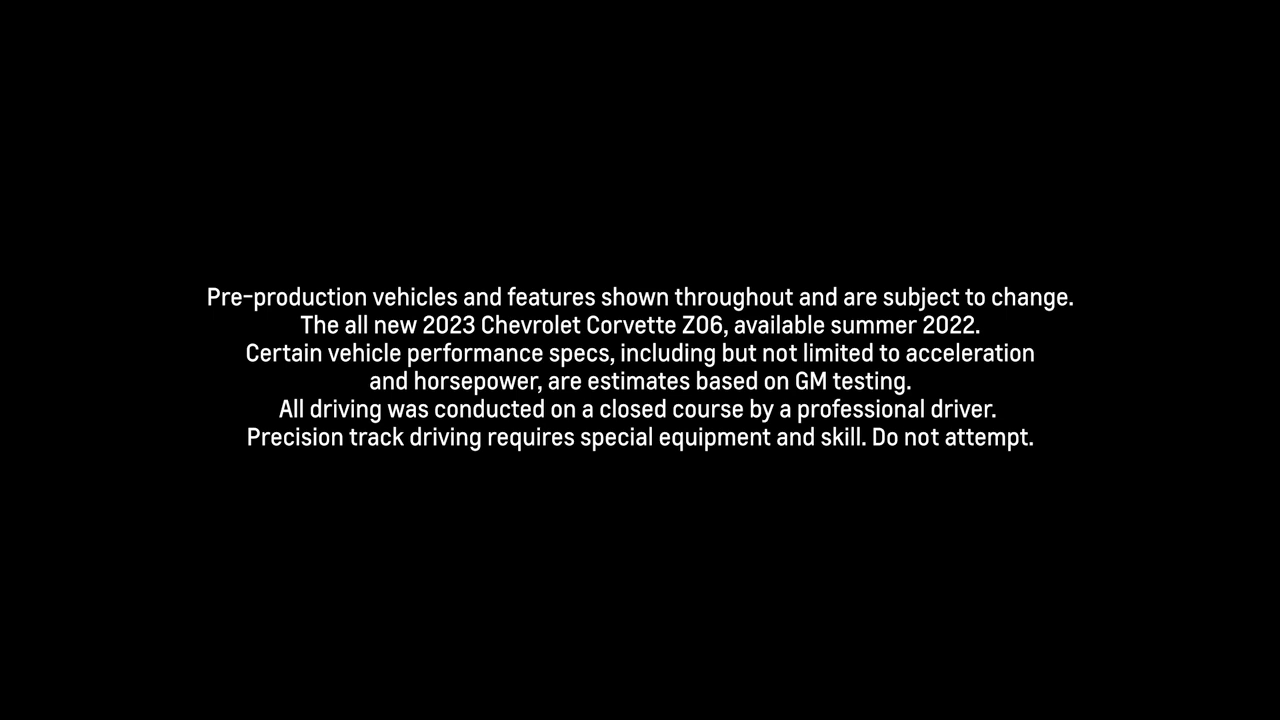 Pre-production vehicles and features shown throughout and are subject to change.
The all new 2023 Chevrolet Corvette Z06, available summer 2022.
Certain vehicle performance specs, including but not limited to acceleration
and horsepower, are estimates based on GM testing.
All driving was conducted on a closed course by a professional driver.
Precision track driving requires special equipment and skill. Do not attempt.